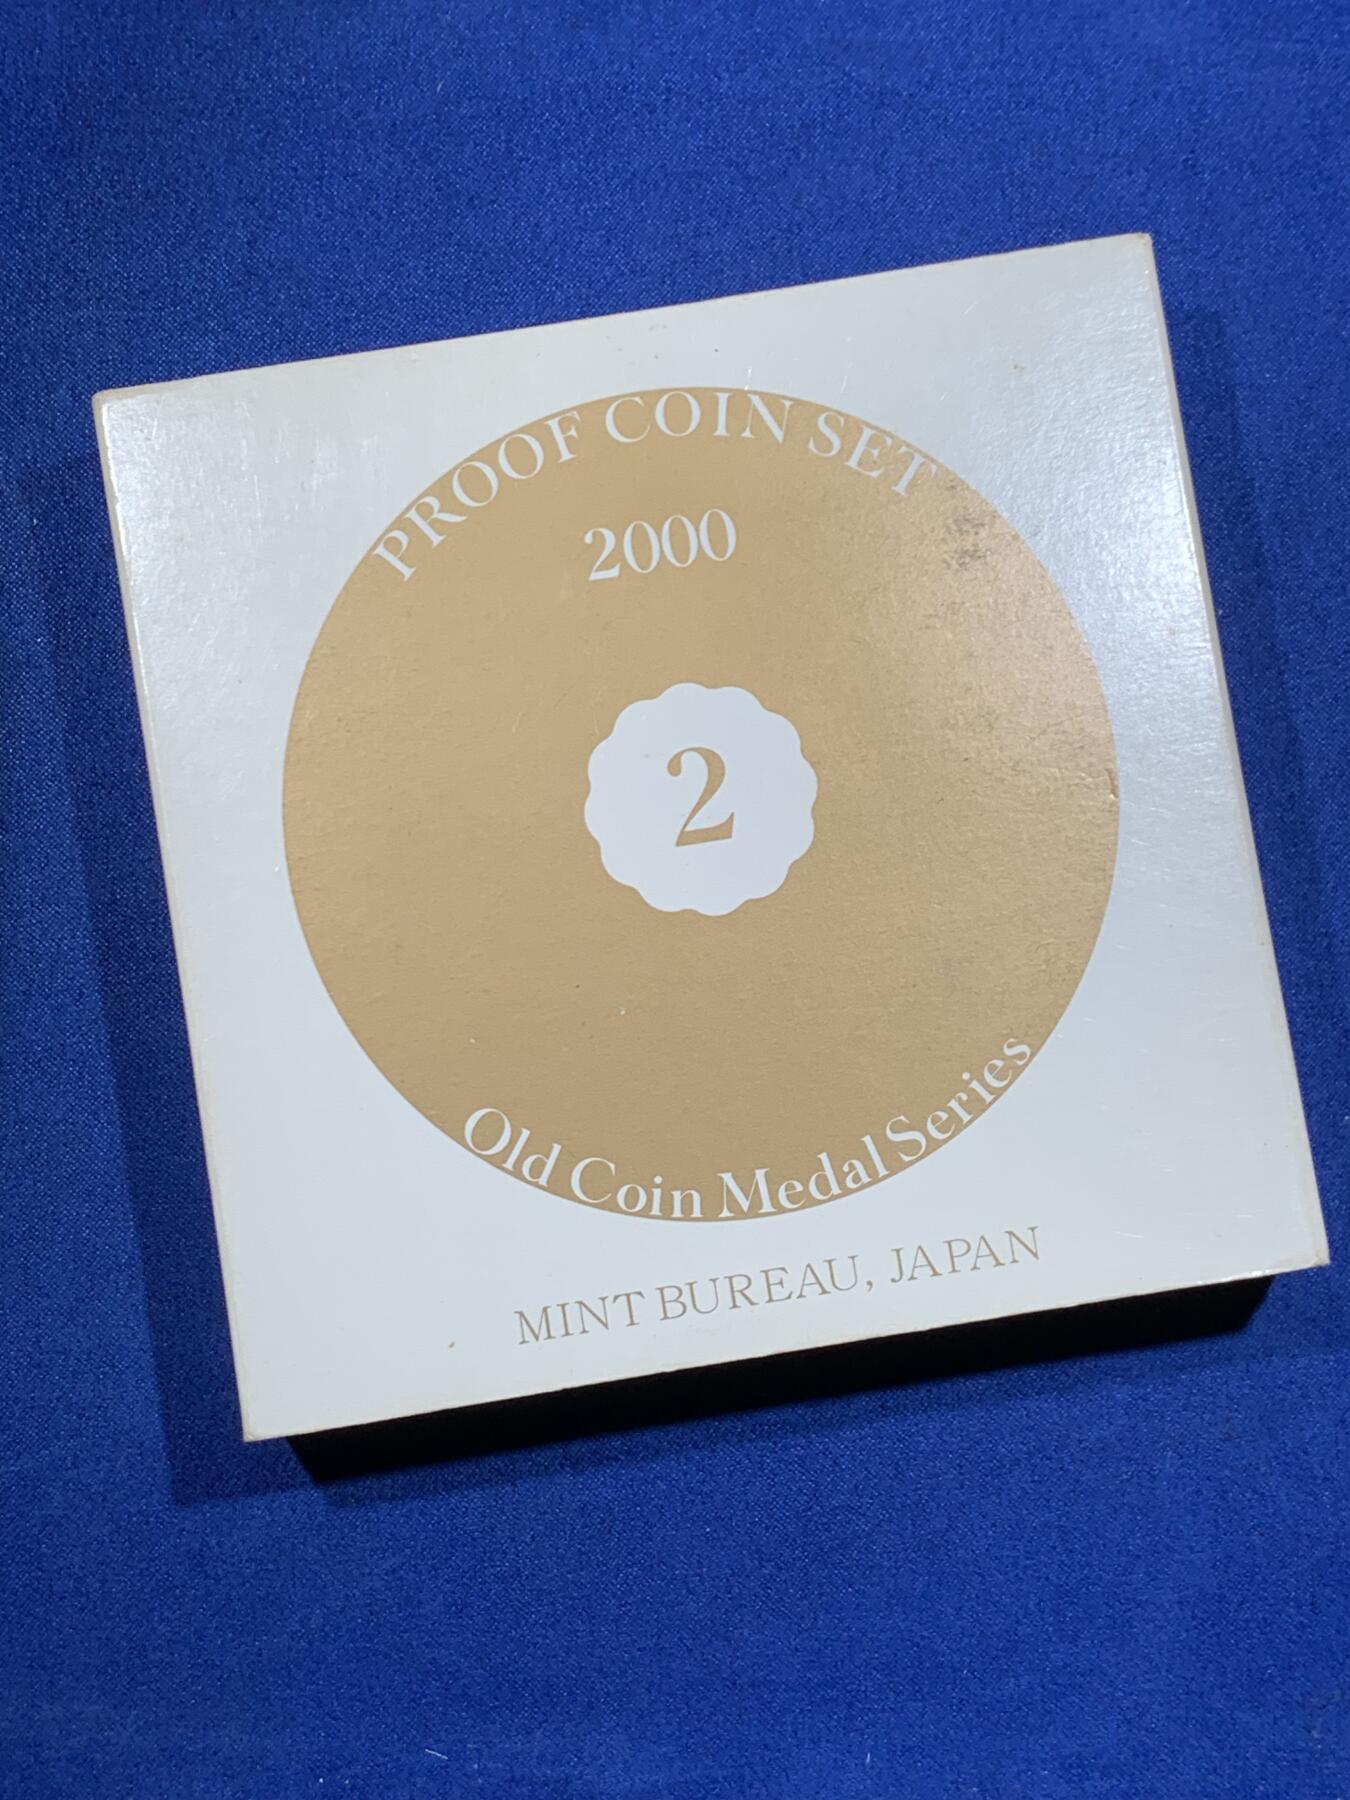 PROOF COIN SET
2000
2
Old Coin Medal Series
MINT BUREAU, JAPAN